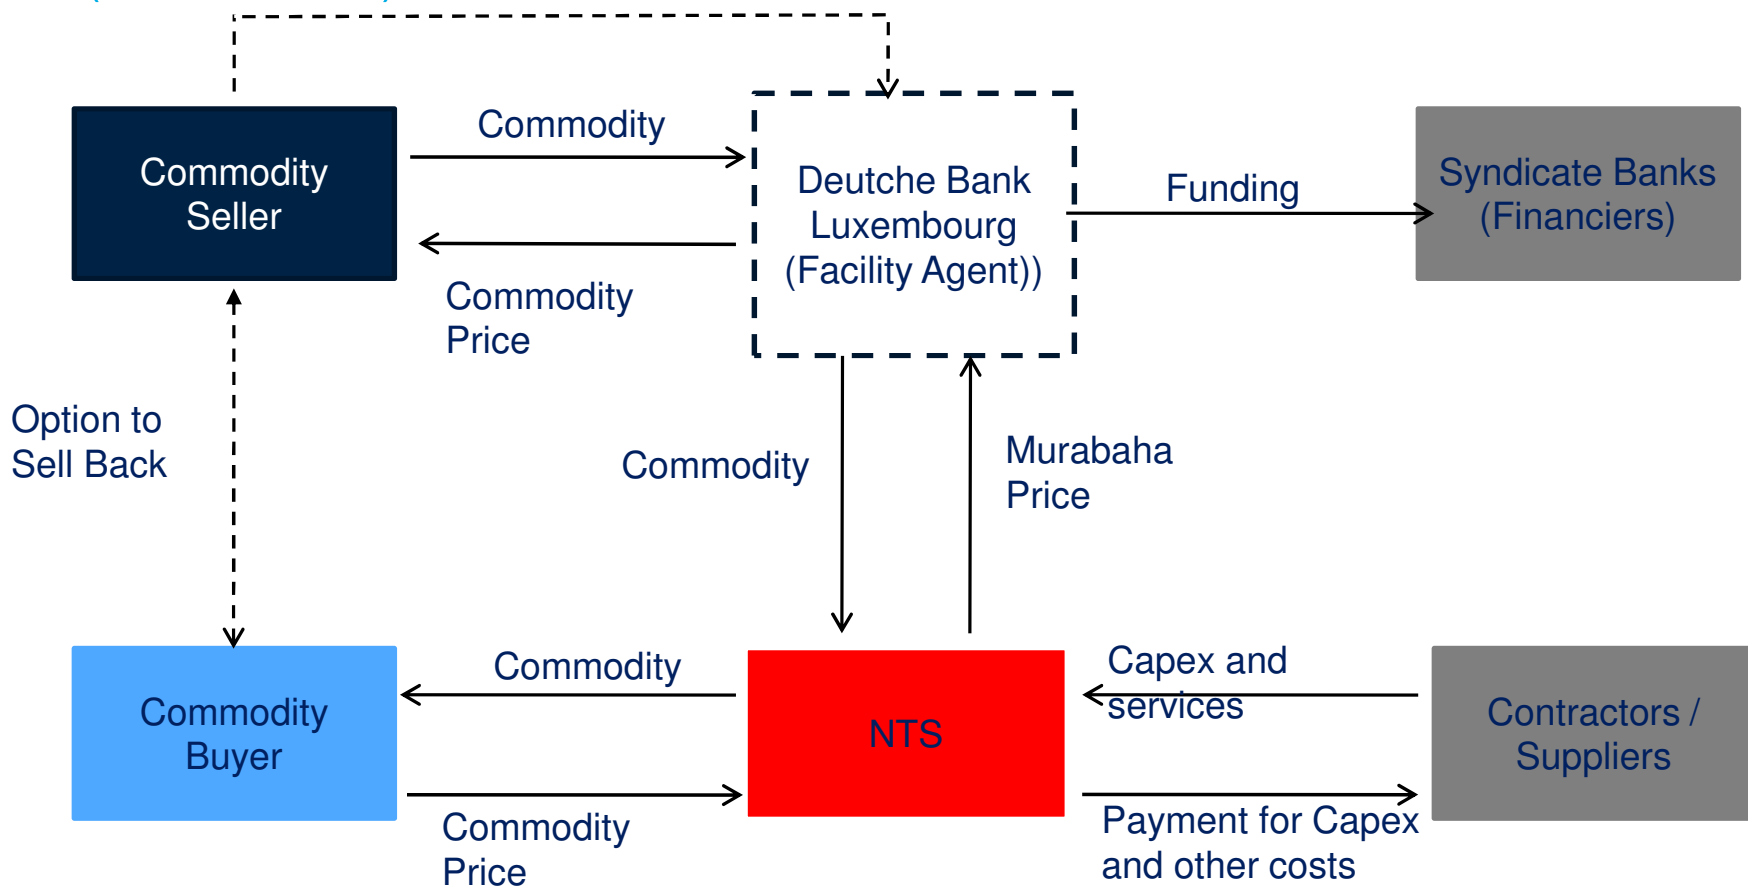 Commodity
Seller
Commodity
Commodity
Price
Deutche Bank
Luxembourg
(Facility Agent))
Funding
Syndicate Banks
(Financiers)
Option to
Sell Back
Commodity
Murabaha
Price
Commodity
Buyer
Commodity
Commodity
Price
NTS
Capex and
services
Payment for Capex
and other costs
Contractors /
Suppliers